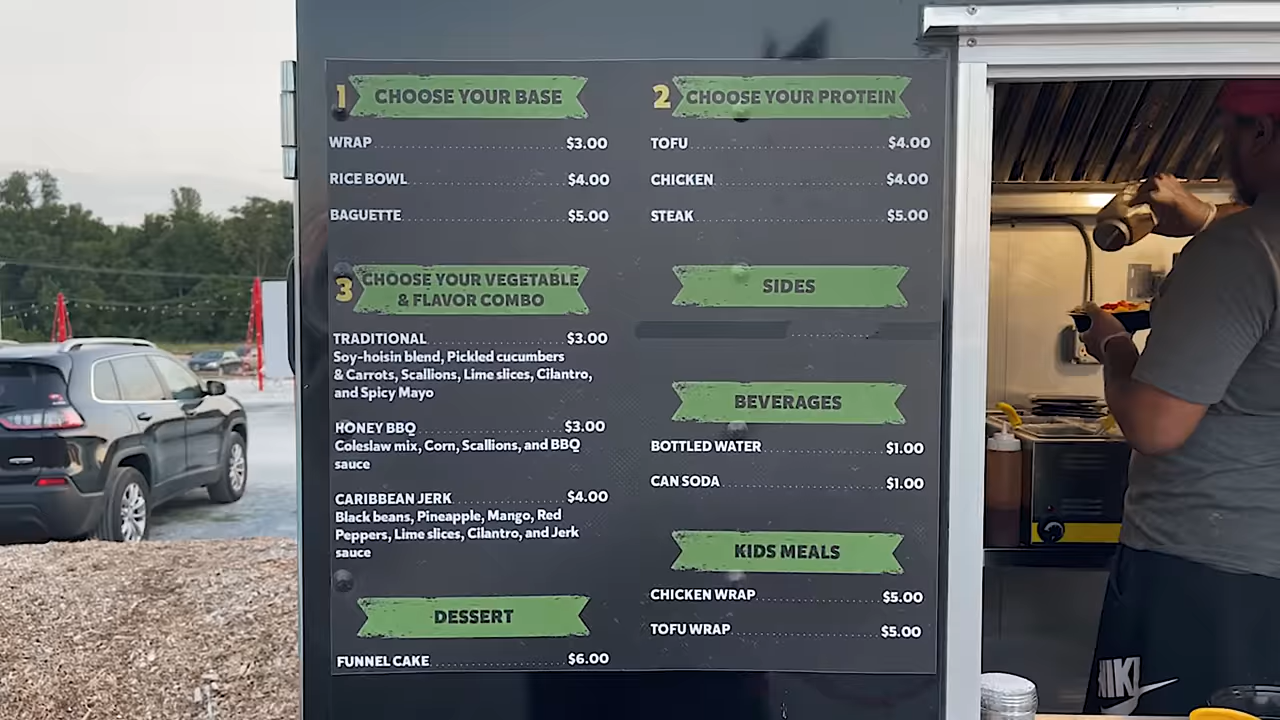 1 CHOOSE YOUR BASE
WRAP $3.00
RICE BOWL $4.00
BAGUETTE $5.00
2 CHOOSE YOUR PROTEIN
TOFU $4.00
CHICKEN $4.00
STEAK $5.00
3 CHOOSE YOUR VEGETABLE
& FLAVOR COMBO
TRADITIONAL $3.00
Soy-hoisin blend, Pickled cucumbers
& Carrots, Scallions, Lime slices, Cilantro,
and Spicy Mayo
HONEY BBQ $3.00
Coleslaw mix, Corn, Scallions, and BBQ
sauce
CARIBBEAN JERK $4.00
Black beans, Pineapple, Mango, Red
Peppers, Lime slices, Cilantro, and Jerk
sauce
DESSERT
FUNNEL CAKE $6.00
SIDES
BEVERAGES
BOTTLED WATER $1.00
CAN SODA $1.00
KIDS MEALS
CHICKEN WRAP $5.00
TOFU WRAP $5.00